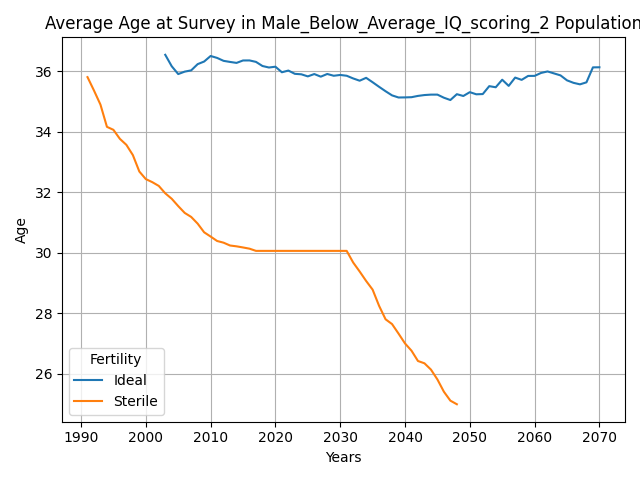 Average Age at Survey in Male_Below_Average_IQ_scoring_2 Population
Age
36
34
32
30
28
26
Fertility
Ideal
Sterile
1990 2000 2010 2020 2030 2040 2050 2060 2070
Years